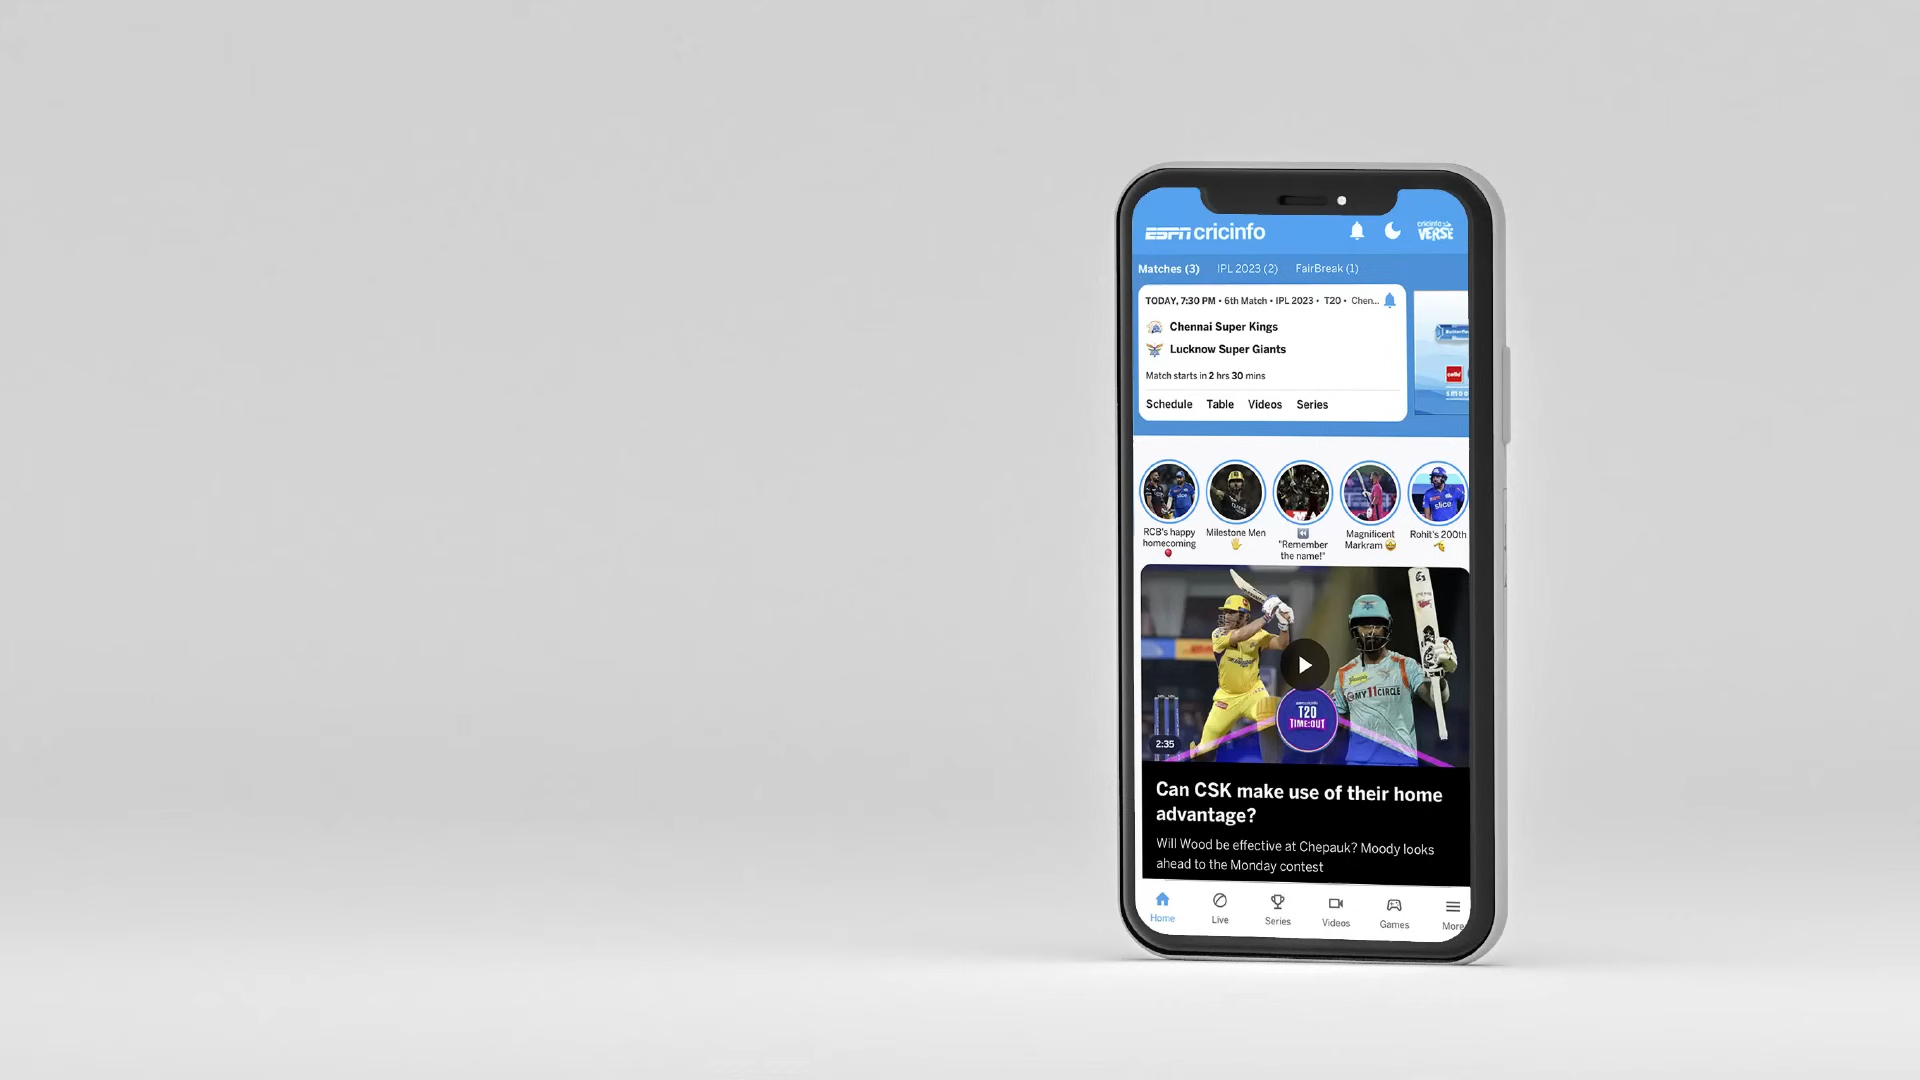 ESPN cricinfo
cricinfo
VERSE
Matches (3) IPL 2023 (2) FairBreak (1)
TODAY, 7:30 PM • 6th Match • IPL 2023 • T20 • Chen...
Chennai Super Kings
Lucknow Super Giants
Match starts in 2 hrs 30 mins
Schedule Table Videos Series
cello
RCB's happy
homecoming
Milestone Men
"Remember
the name!"
Magnificent
Markram
Rohit's 200th
slice
slice
MY11CIRCLE
T20
TIME:OUT
2:35
Can CSK make use of their home
advantage?
Will Wood be effective at Chepauk? Moody looks
ahead to the Monday contest
Home Live Series Videos Games More